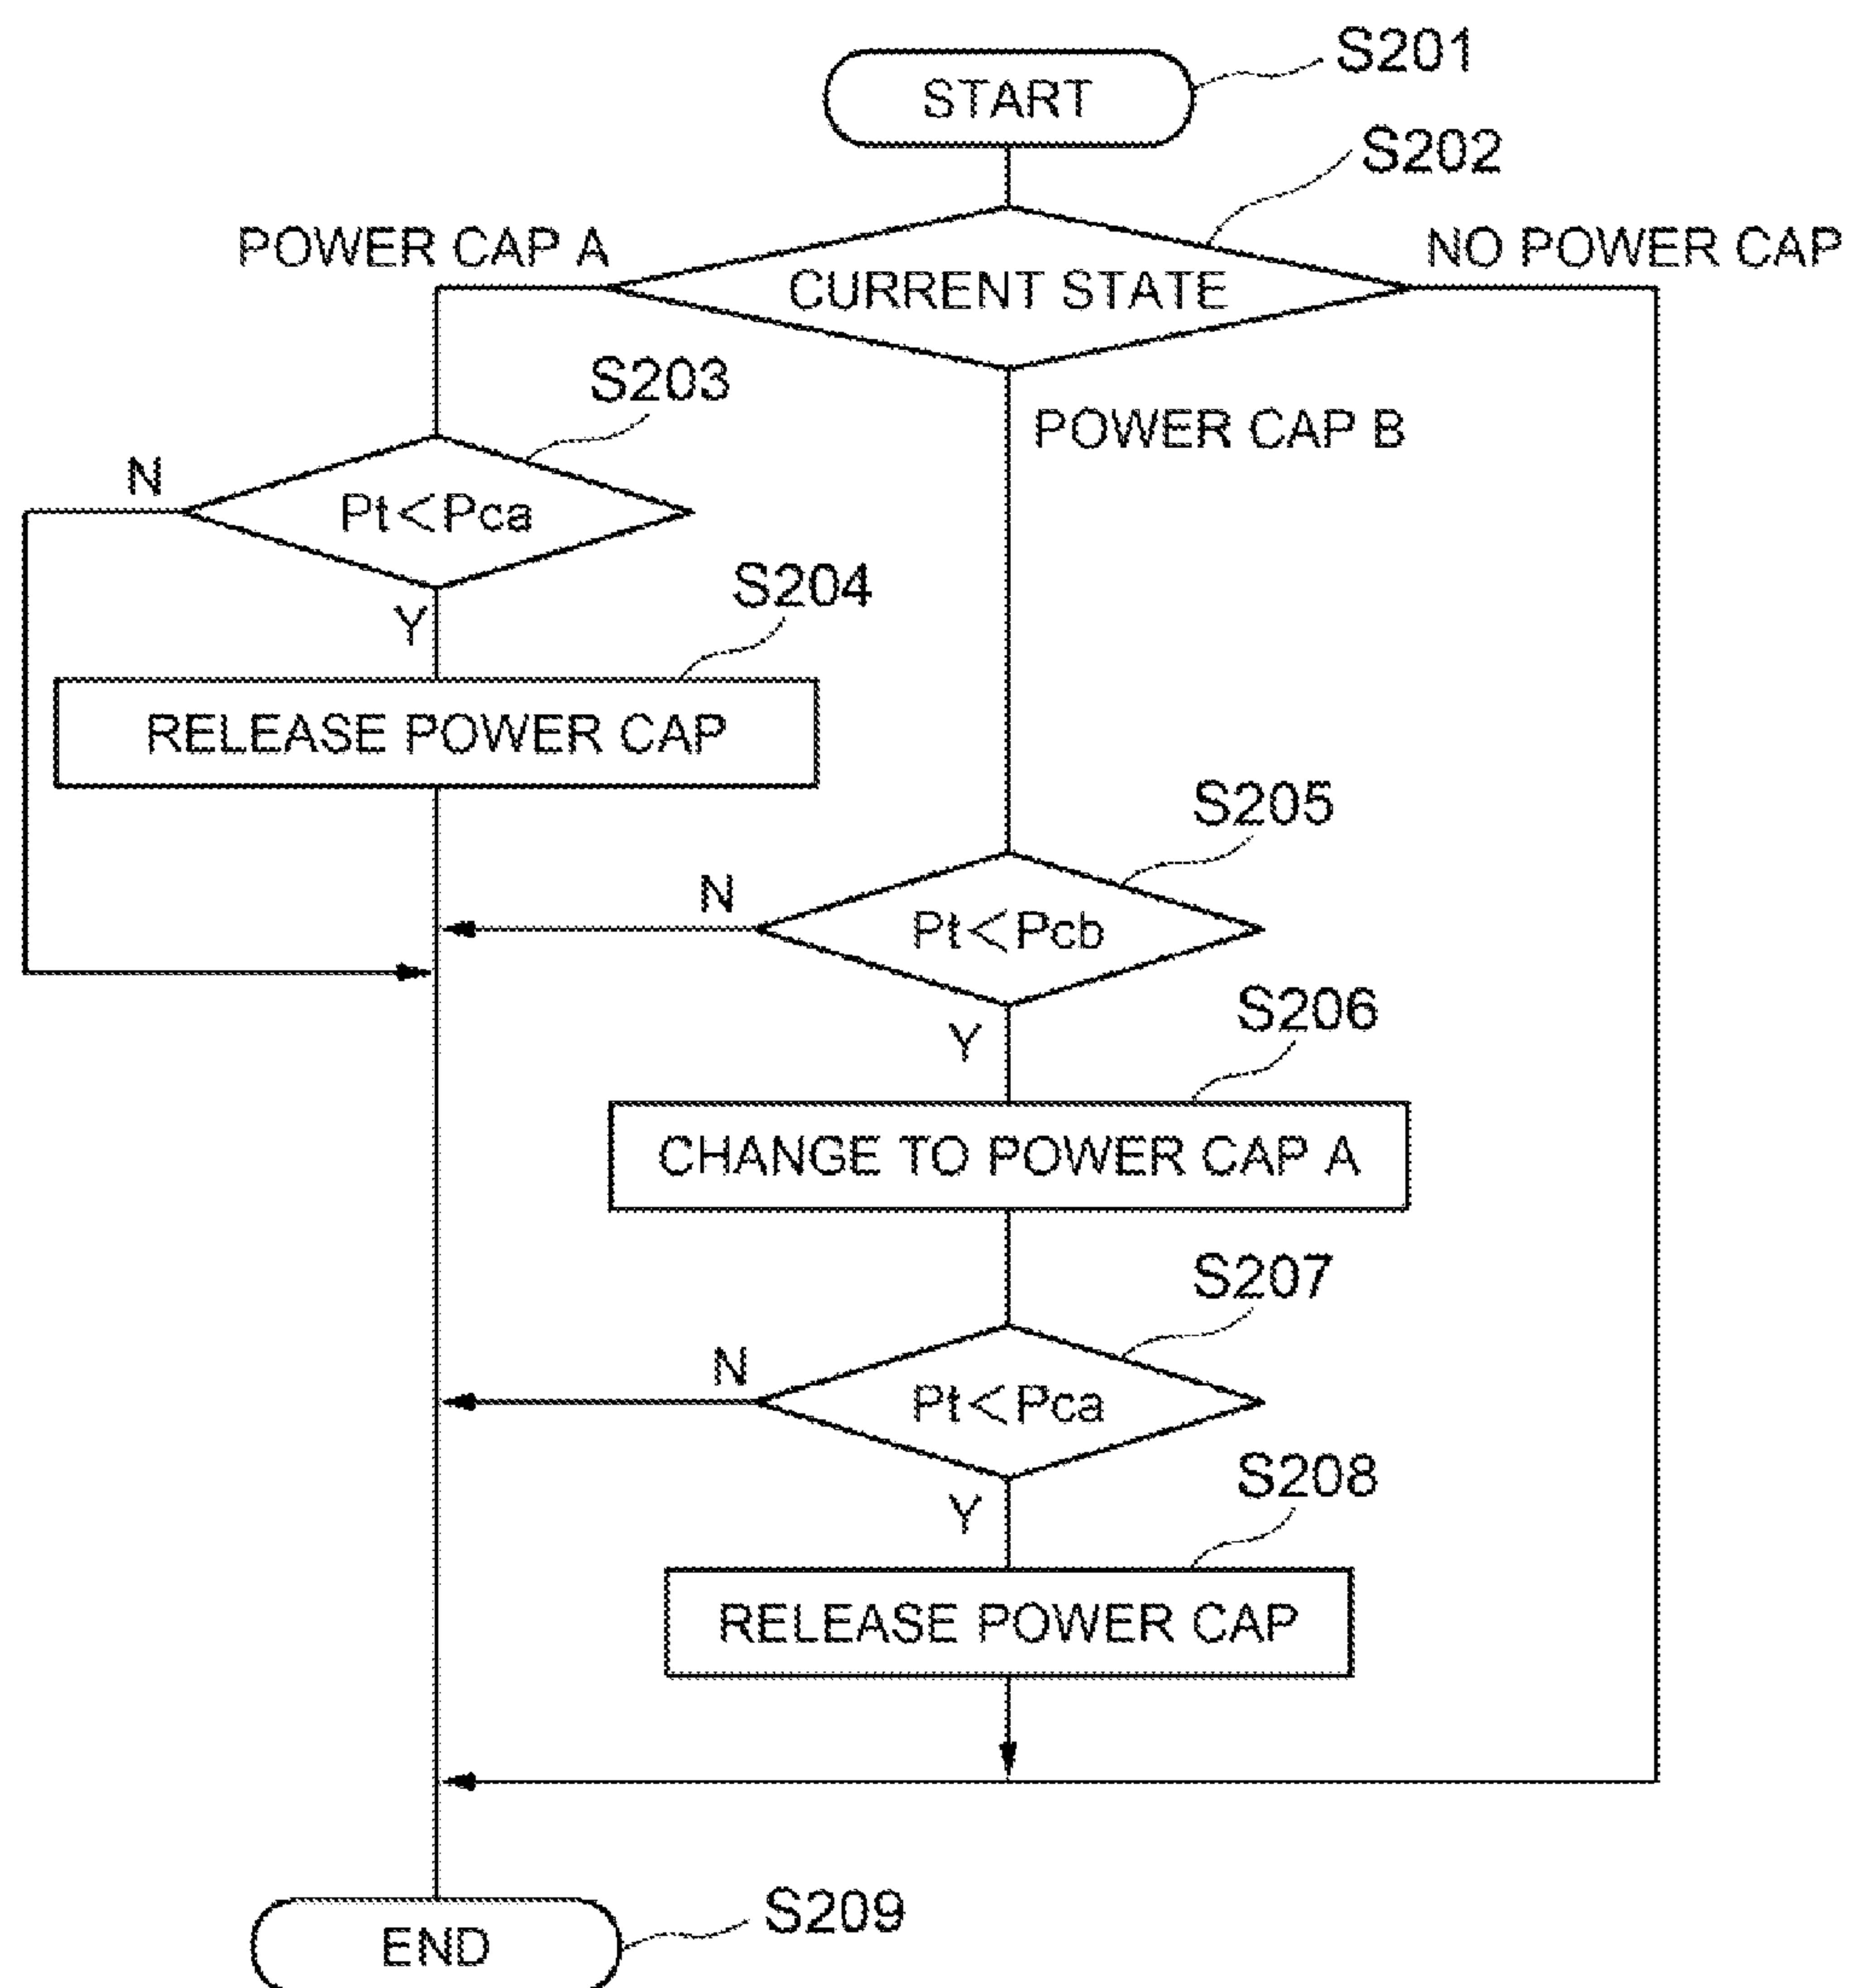 START
S201
S202
POWER CAP A
CURRENT STATE
NO POWER CAP
POWER CAP B
S203
N
Pt<Pca
Y
S204
RELEASE POWER CAP
S205
N
Pt<Pcb
Y
S206
CHANGE TO POWER CAP A
S207
N
Pt<Pca
Y
S208
RELEASE POWER CAP
END
S209